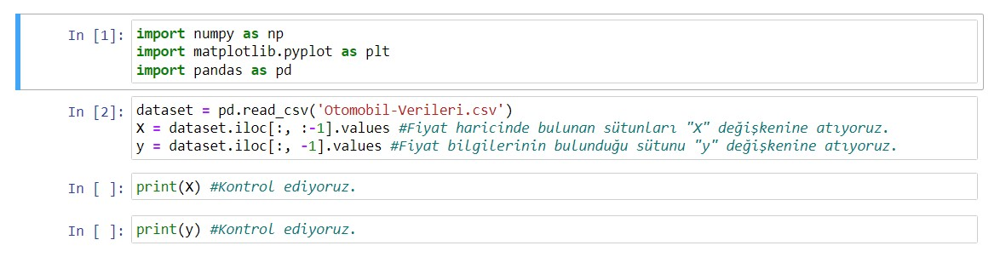 In [1]: import numpy as np
import matplotlib.pyplot as plt
import pandas as pd
In [2]: dataset = pd.read_csv('Otomobil-Verileri.csv')
X = dataset.iloc[:, :-1].values #Fiyat haricinde bulunan sütunları "X" değişkenine atıyoruz.
y = dataset.iloc[:, -1].values #Fiyat bilgilerinin bulunduğu sütunu "y" değişkenine atıyoruz.
In [ ]: print(X) #Kontrol ediyoruz.
In [ ]: print(y) #Kontrol ediyoruz.